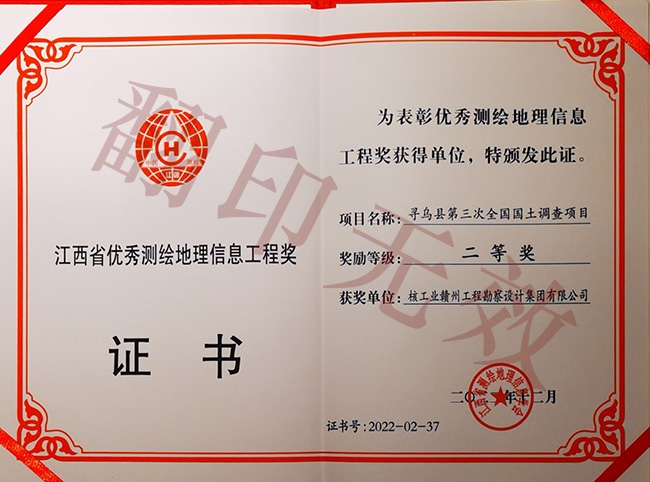 江西省优秀测绘地理信息工程奖
证 书
为表彰优秀测绘地理信息
工程奖获得单位，特颁发此证。
项目名称：寻乌县第三次全国国土调查项目
奖励等级：二等奖
获奖单位：核工业赣州工程勘察设计集团有限公司
二〇二二年十二月
证书号：2022-02-37
翻印无效